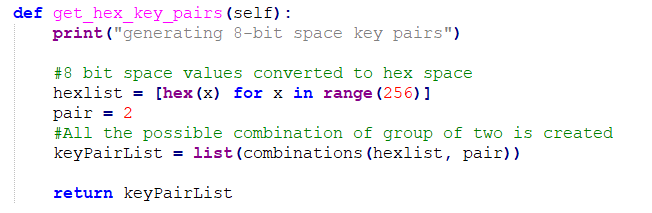 def get_hex_key_pairs(self):
    print("generating 8-bit space key pairs")

    #8 bit space values converted to hex space
    hexlist = [hex(x) for x in range(256)]
    pair = 2
    #All the possible combination of group of two is created
    keyPairList = list(combinations(hexlist, pair))

    return keyPairList